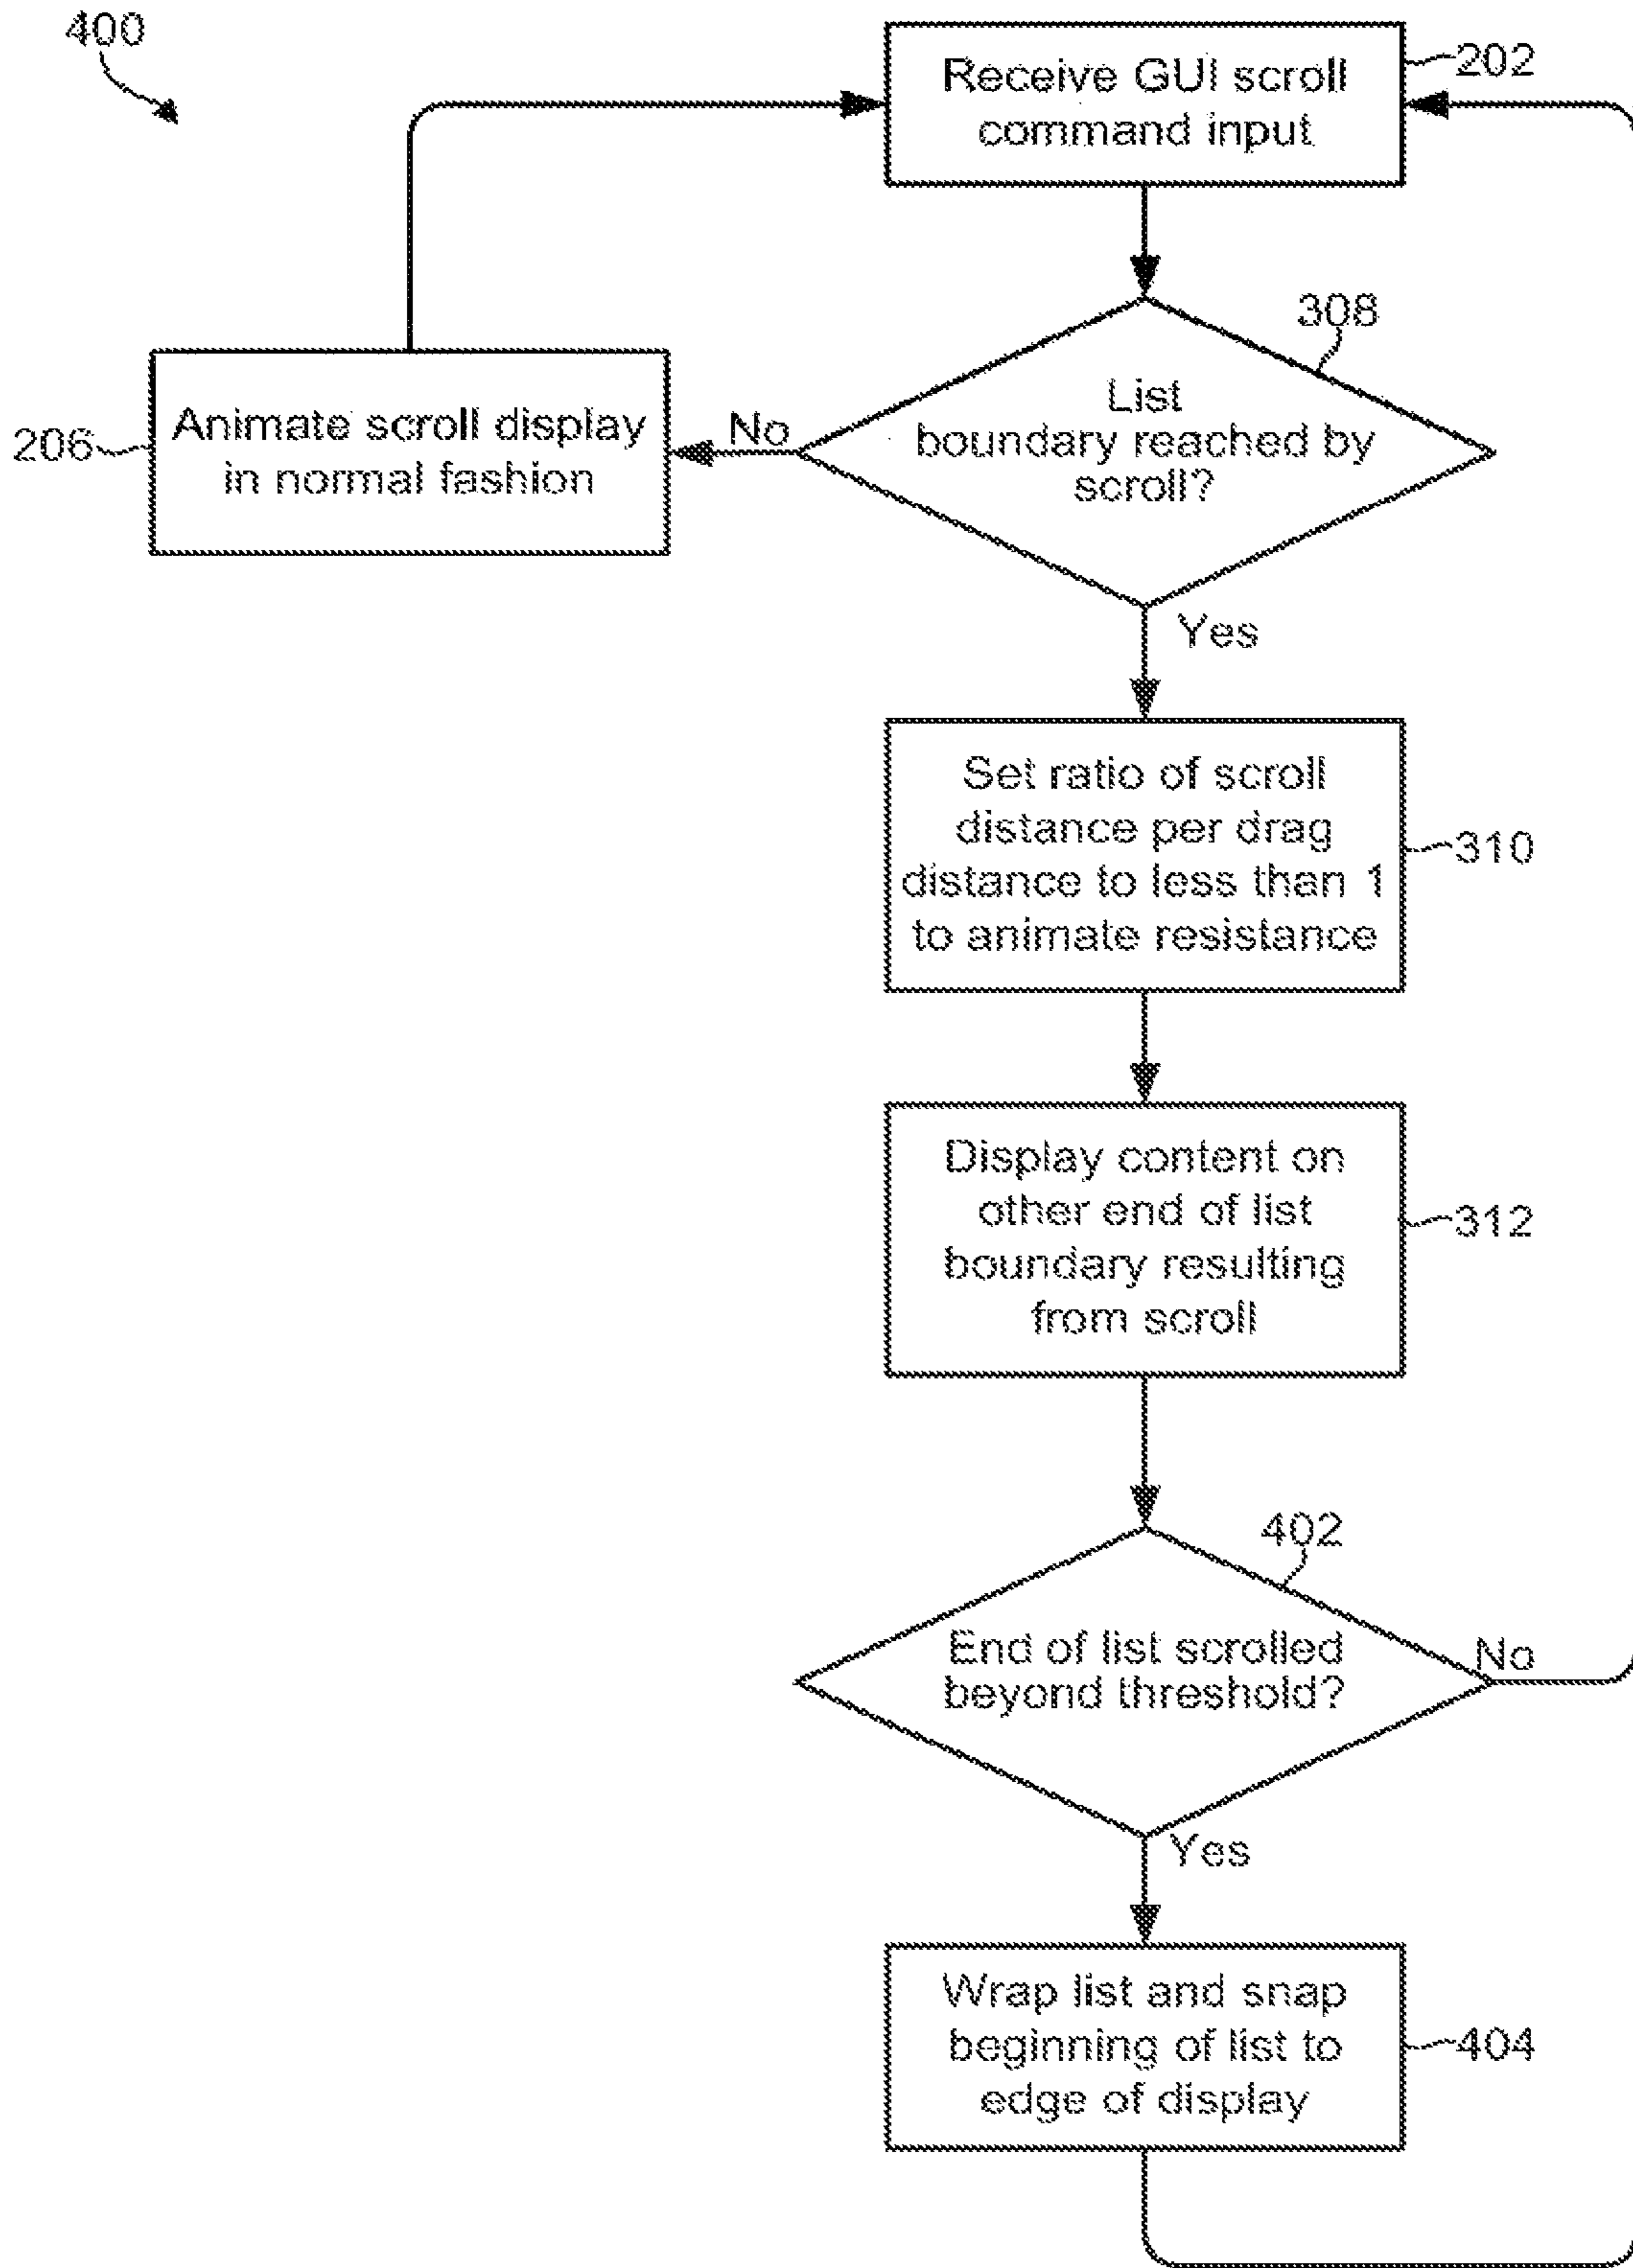 400
Receive GUI scroll
command input
202
308
List
boundary reached by
scroll?
No
Animate scroll display
in normal fashion
206
Yes
Set ratio of scroll
distance per drag
distance to less than 1
to animate resistance
310
Display content on
other end of list
boundary resulting
from scroll
312
402
End of list scrolled
beyond threshold?
No
Yes
Wrap list and snap
beginning of list to
edge of display
404